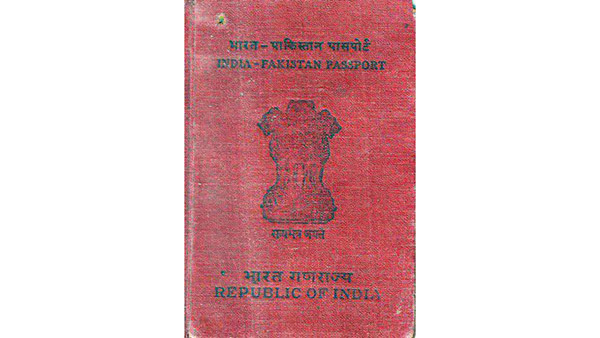 भारत-पाकिस्तान पासपोर्ट
INDIA-PAKISTAN PASSPORT
सत्यमेव जयते
भारत गणराज्य
REPUBLIC OF INDIA